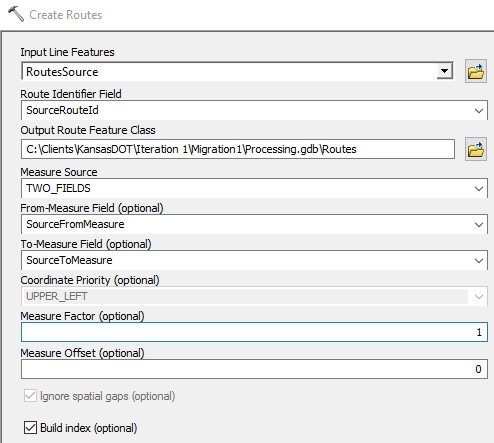 Create Routes
Input Line Features
RoutesSource
Route Identifier Field
SourceRouteId
Output Route Feature Class
C:\Clients\KansasDOT\Iteration 1\Migration1\Processing.gdb\Routes
Measure Source
TWO_FIELDS
From-Measure Field (optional)
SourceFromMeasure
To-Measure Field (optional)
SourceToMeasure
Coordinate Priority (optional)
UPPER_LEFT
Measure Factor (optional)
1
Measure Offset (optional)
0
Ignore spatial gaps (optional)
Build index (optional)